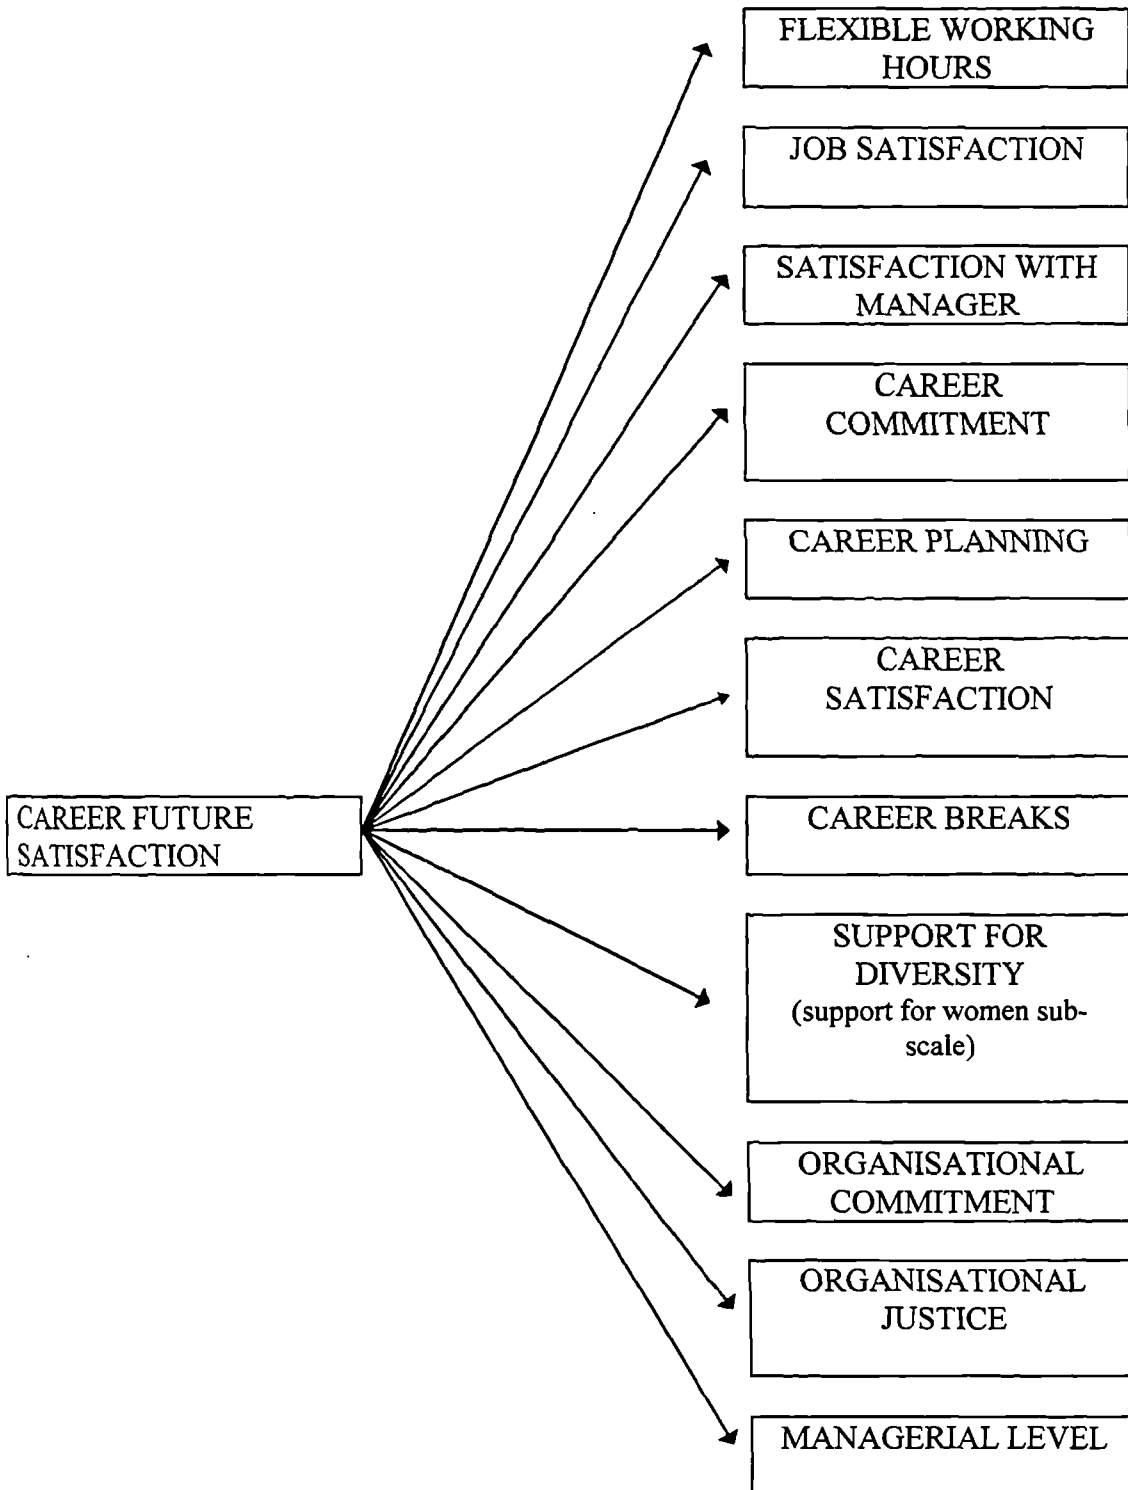 FLEXIBLE WORKING
HOURS
JOB SATISFACTION
SATISFACTION WITH
MANAGER
CAREER
COMMITMENT
CAREER PLANNING
CAREER
SATISFACTION
CAREER FUTURE
SATISFACTION
CAREER BREAKS
SUPPORT FOR
DIVERSITY
(support for women sub-
scale)
ORGANISATIONAL
COMMITMENT
ORGANISATIONAL
JUSTICE
MANAGERIAL LEVEL